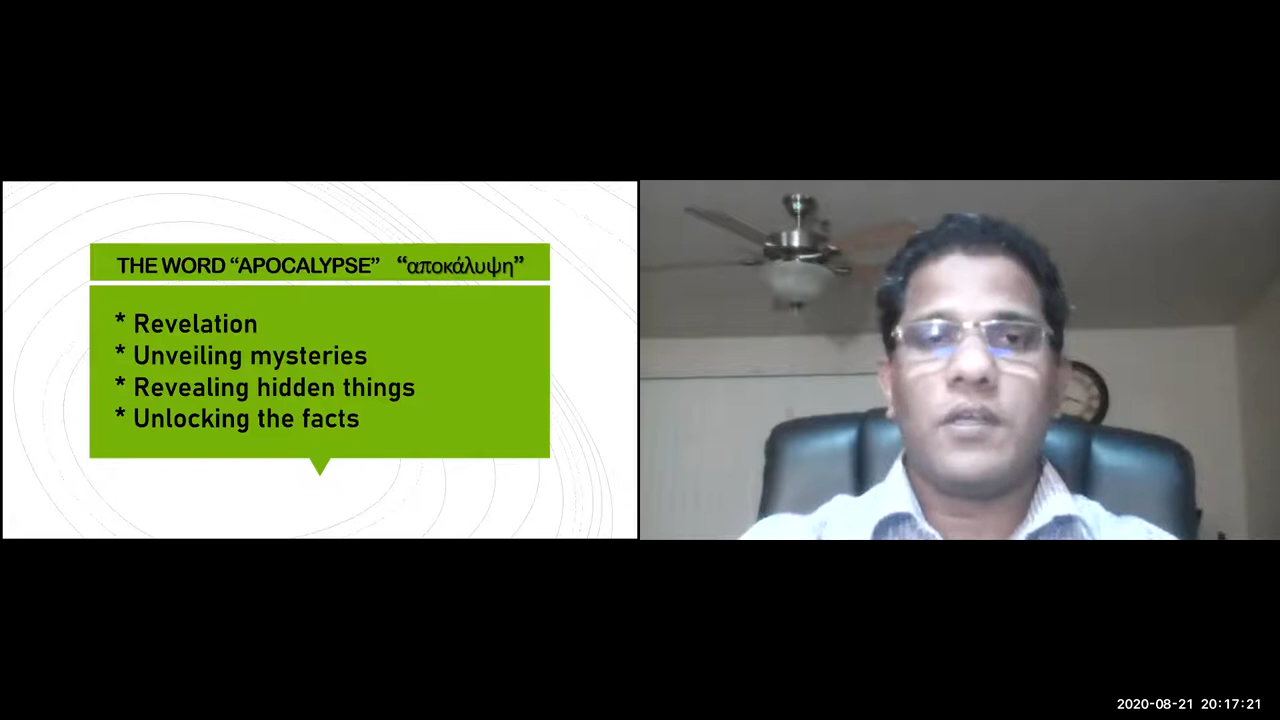 THE WORD “APOCALYPSE” “αποκάλυψη”
* Revelation
* Unveiling mysteries
* Revealing hidden things
* Unlocking the facts
2020-08-21 20:17:21